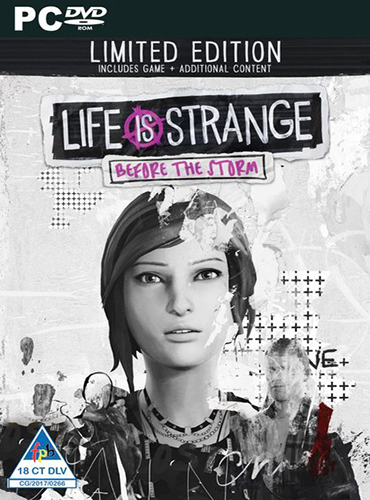 PC DVD
ROM
LIMITED EDITION
INCLUDES GAME + ADDITIONAL CONTENT
LIFE IS STRANGE
BEFORE THE STORM
fpb
18 CT DLV
CG/2017/0266